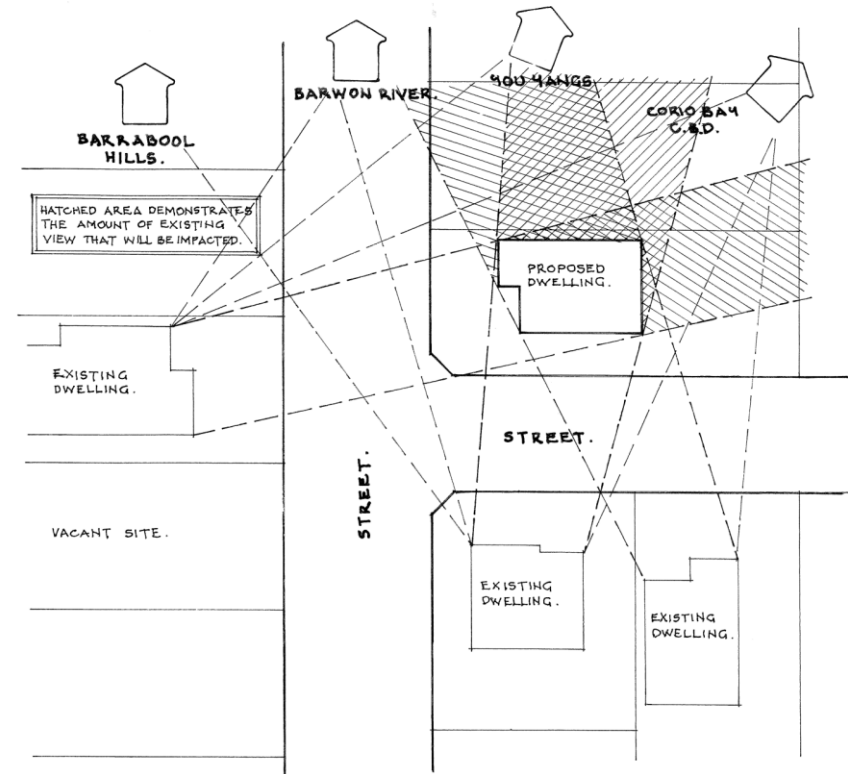 BARRABOOL
HILLS.
BARWON RIVER.
YOU YANGS
CORIO BAY
C.B.D.
HATCHED AREA DEMONSTRATES
THE AMOUNT OF EXISTING
VIEW THAT WILL BE IMPACTED.
PROPOSED
DWELLING.
EXISTING
DWELLING.
STREET.
STREET.
VACANT SITE.
EXISTING
DWELLING.
EXISTING
DWELLING.